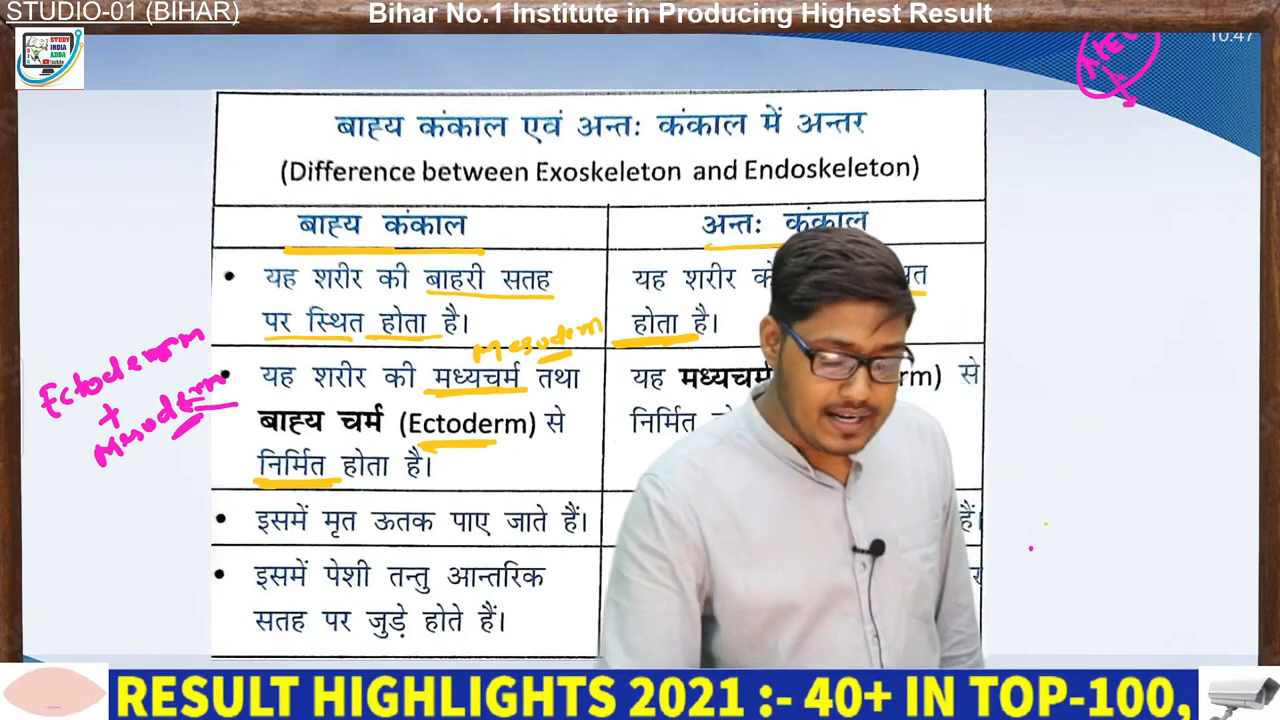 STUDIO-01 (BIHAR)
Bihar No.1 Institute in Producing Highest Result
10:47
STUDY
INDIA
ADDA
बाह्य कंकाल एवं अन्तः कंकाल में अन्तर
(Difference between Exoskeleton and Endoskeleton)
बाह्य कंकाल
अन्तः कंकाल
• यह शरीर की बाहरी सतह
पर स्थित होता है।
यह शरीर
होता है।
Mesoderm
Ectoderm
+
Mesoderm
• यह शरीर की मध्यचर्म तथा
बाह्य चर्म (Ectoderm) से
निर्मित होता है।
यह मध्यचर्म rm) से
निर्मित
• इसमें मृत ऊतक पाए जाते हैं।
हैं।
• इसमें पेशी तन्तु आन्तरिक
सतह पर जुड़े होते हैं।
RESULT HIGHLIGHTS 2021 :- 40+ IN TOP-100,